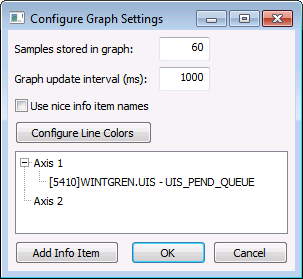 Configure Graph Settings
Samples stored in graph: 60
Graph update interval (ms): 1000
Use nice info item names
Configure Line Colors
Axis 1
[5410]WINTGREN.UIS - UIS_PEND_QUEUE
Axis 2
Add Info Item OK Cancel